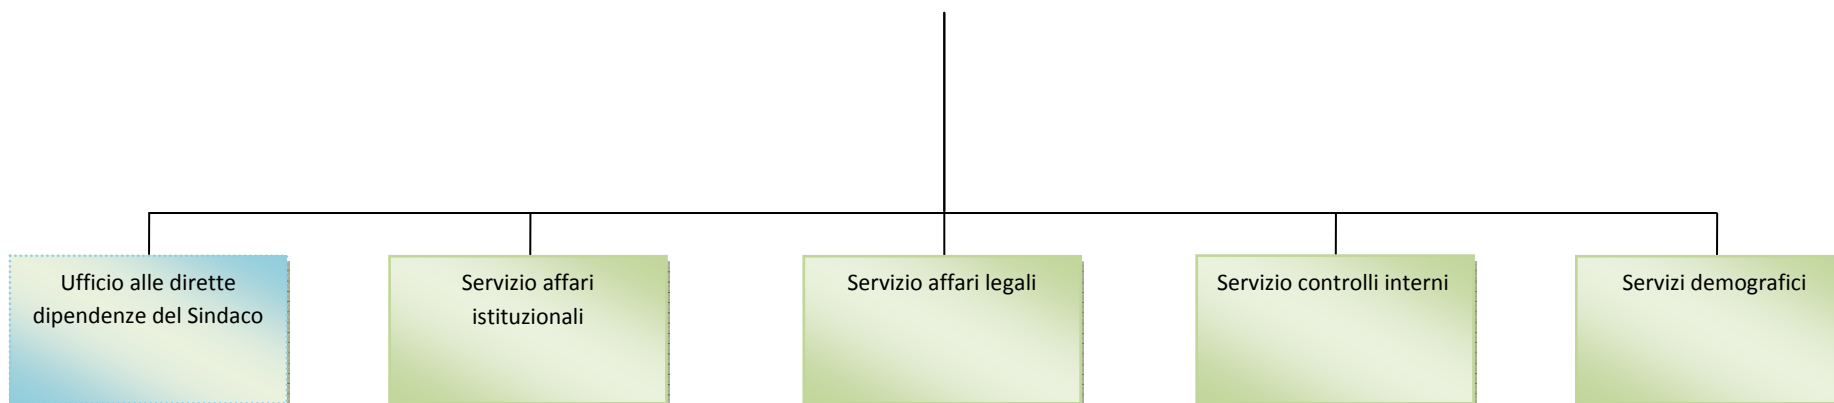 Ufficio alle dirette
dipendenze del Sindaco
Servizio affari
istituzionali
Servizio affari legali
Servizio controlli interni
Servizi demografici